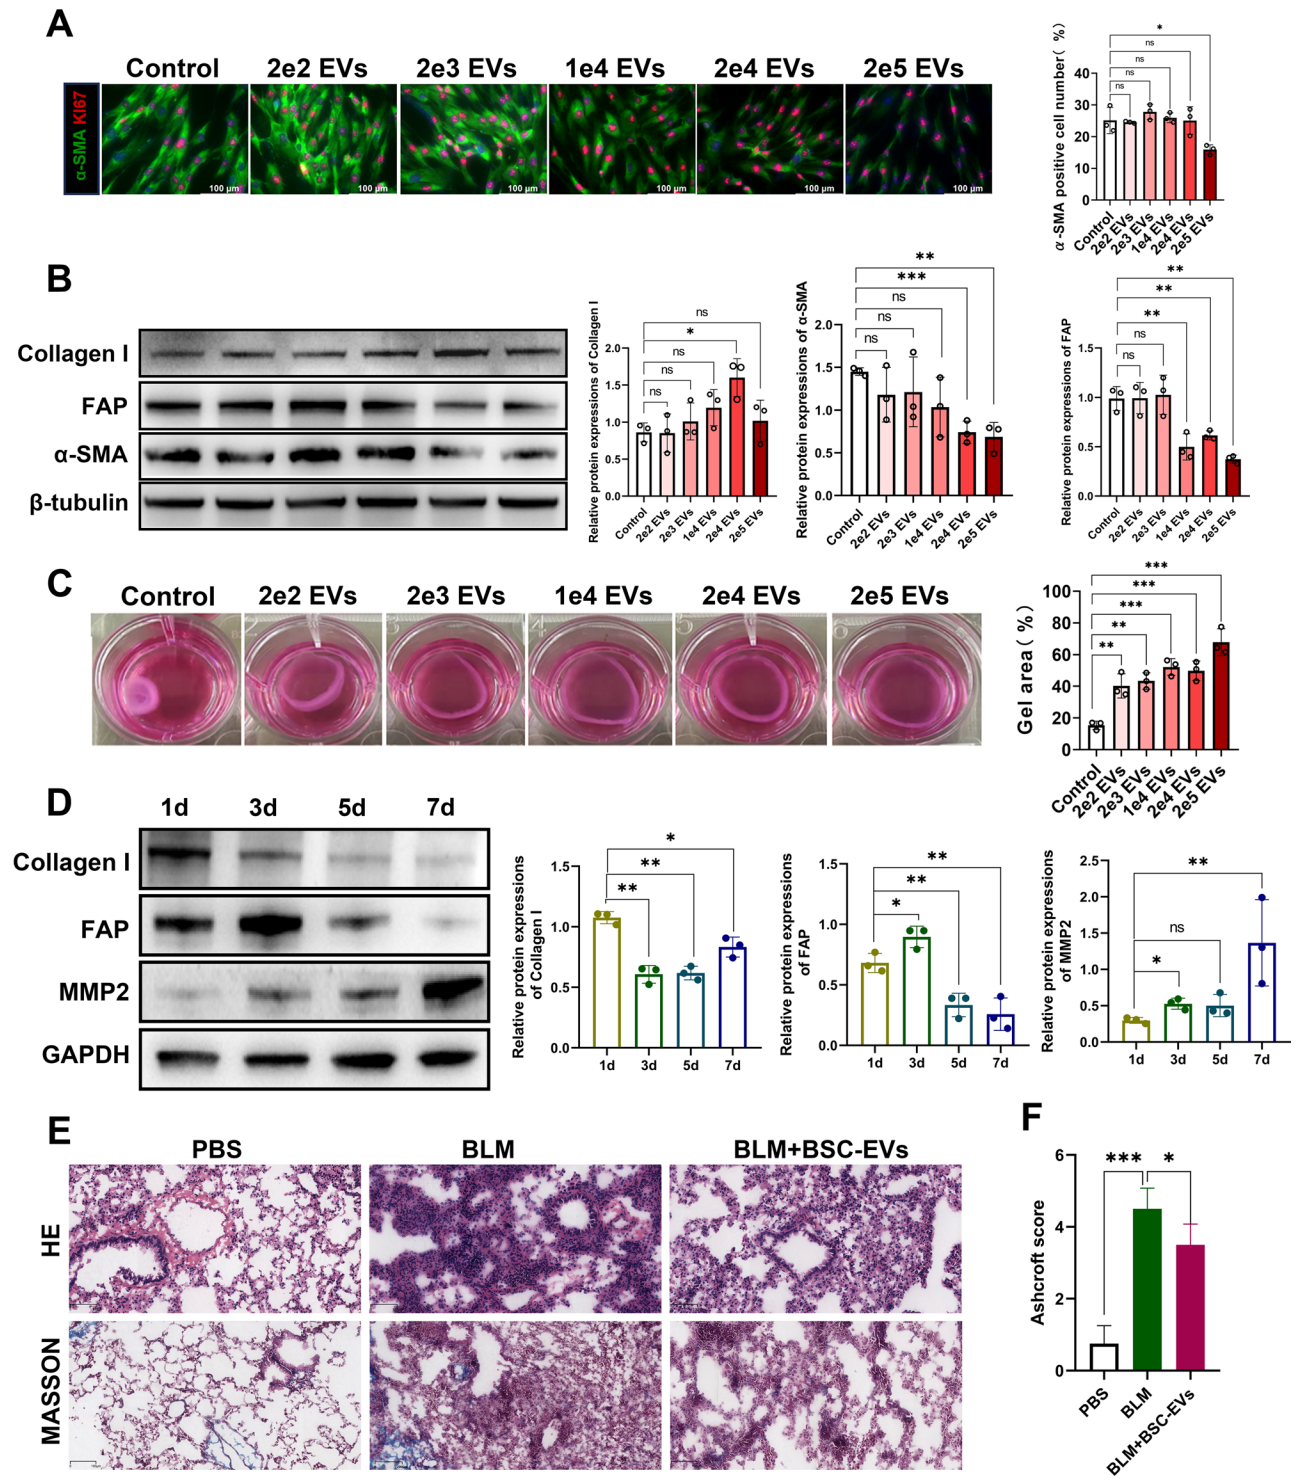 A
Control 2e2 EVs 2e3 EVs 1e4 EVs 2e4 EVs 2e5 EVs
α-SMA KI67
100 μm 100 μm 100 μm 100 μm 100 μm 100 μm
α-SMA positive cell number( %)
40
30
20
10
0
ns
ns
ns
ns
*
Control 2e2 EVs 2e3 EVs 1e4 EVs 2e4 EVs 2e5 EVs
B
Collagen I
FAP
α-SMA
β-tubulin
Relative protein expressions of Collagen I
2.0
1.5
1.0
0.5
0.0
ns
ns
ns
*
ns
Control 2e2 EVs 2e3 EVs 1e4 EVs 2e4 EVs 2e5 EVs
Relative protein expressions of α-SMA
2.0
1.5
1.0
0.5
0.0
ns
ns
ns
***
**
Control 2e2 EVs 2e3 EVs 1e4 EVs 2e4 EVs 2e5 EVs
Relative protein expressions of FAP
1.5
1.0
0.5
0.0
ns
ns
**
**
**
Control 2e2 EVs 2e3 EVs 1e4 EVs 2e4 EVs 2e5 EVs
C
Control 2e2 EVs 2e3 EVs 1e4 EVs 2e4 EVs 2e5 EVs
Gel area( %)
100
80
60
40
20
0
**
**
***
***
***
Control 2e2 EVs 2e3 EVs 1e4 EVs 2e4 EVs 2e5 EVs
D
1d 3d 5d 7d
Collagen I
FAP
MMP2
GAPDH
Relative protein expressions
of Collagen I
1.5
1.0
0.5
0.0
**
**
*
1d 3d 5d 7d
Relative protein expressions
of FAP
1.5
1.0
0.5
0.0
*
**
**
1d 3d 5d 7d
Relative protein expressions
of MMP2
2.5
2.0
1.5
1.0
0.5
0.0
*
ns
**
1d 3d 5d 7d
E
PBS BLM BLM+BSC-EVs
HE
MASSON
F
Ashcroft score
6
4
2
0
*** *
PBS BLM BLM+BSC-EVs